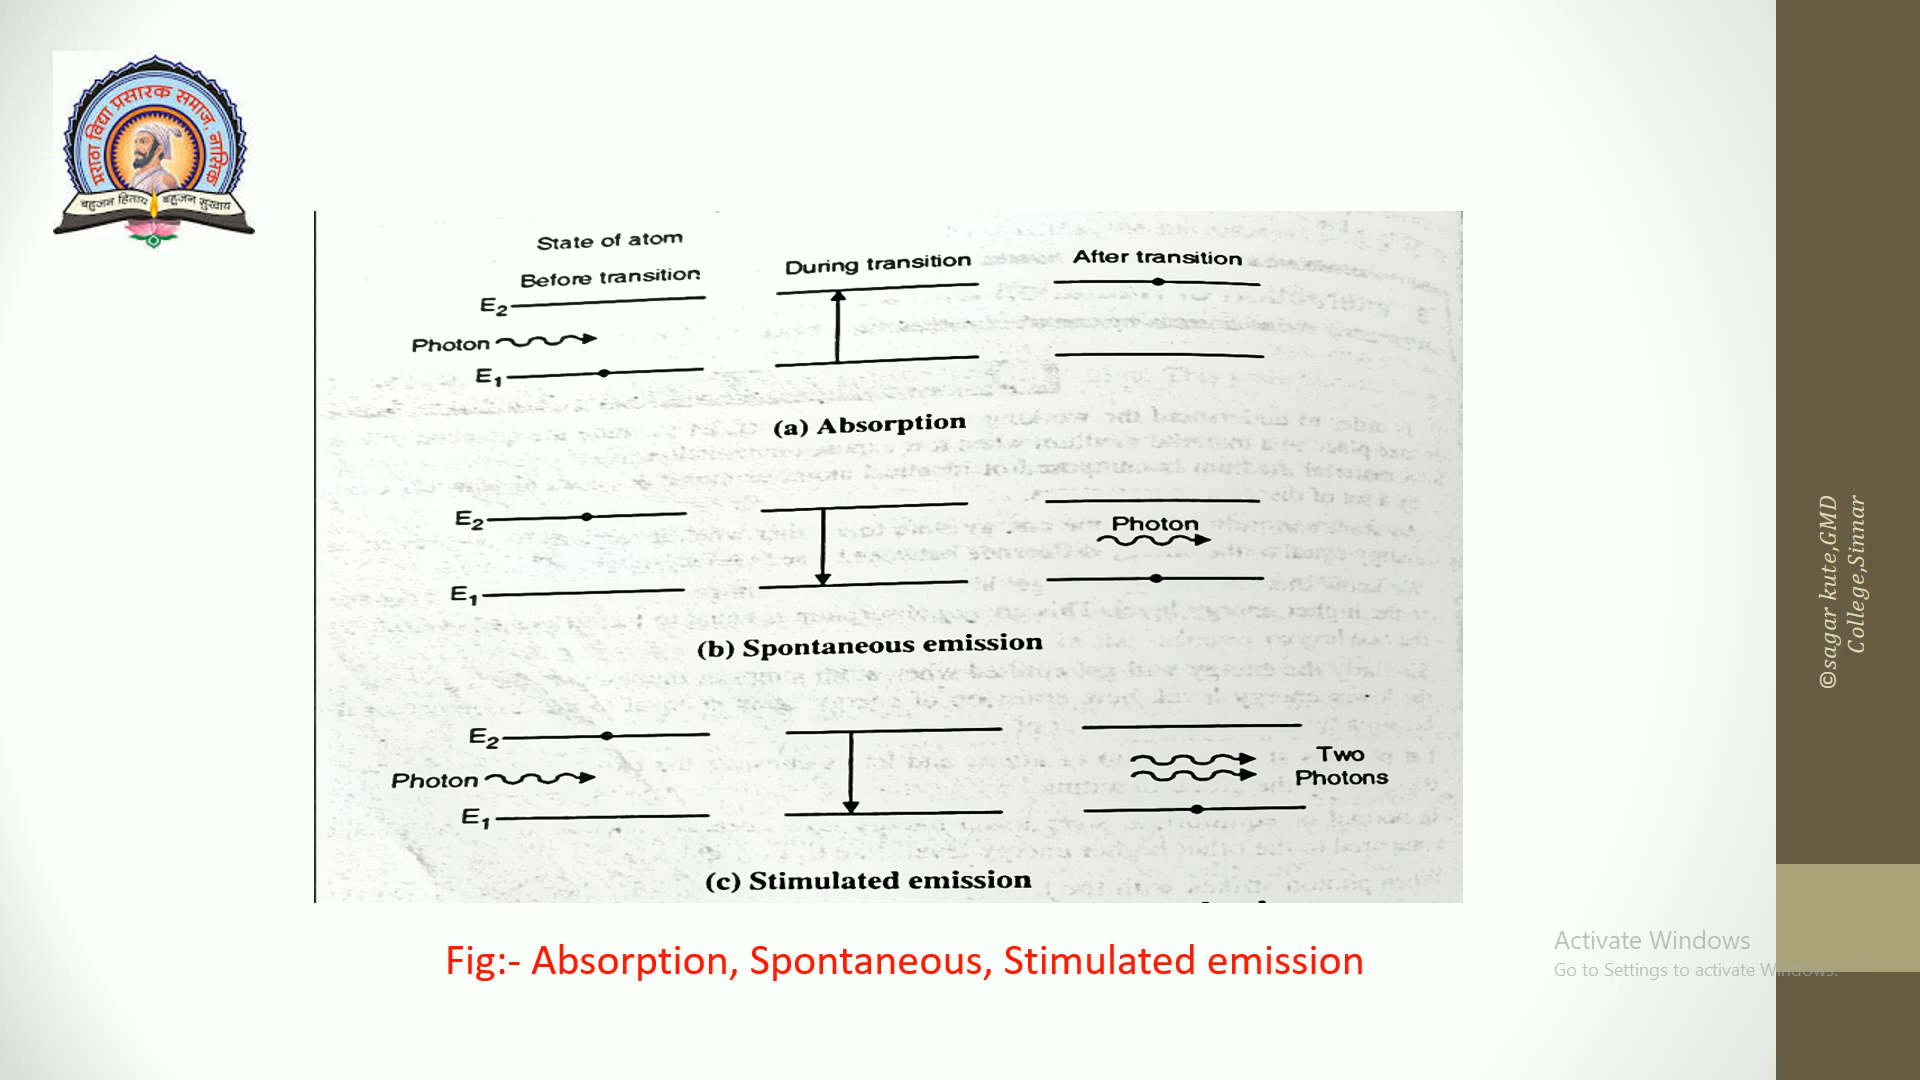 मराठा विद्या प्रसारक समाज, नासिक
बहुजन हिताय बहुजन सुखाय
State of atom
Before transition
During transition
After transition
E2
Photon
E1
(a) Absorption
E2
Photon
E1
(b) Spontaneous emission
E2
Photon
Two
Photons
E1
(c) Stimulated emission
Fig:- Absorption, Spontaneous, Stimulated emission
©sagar kute,GMD
College,Sinnar
Activate Windows
Go to Settings to activate Windows.